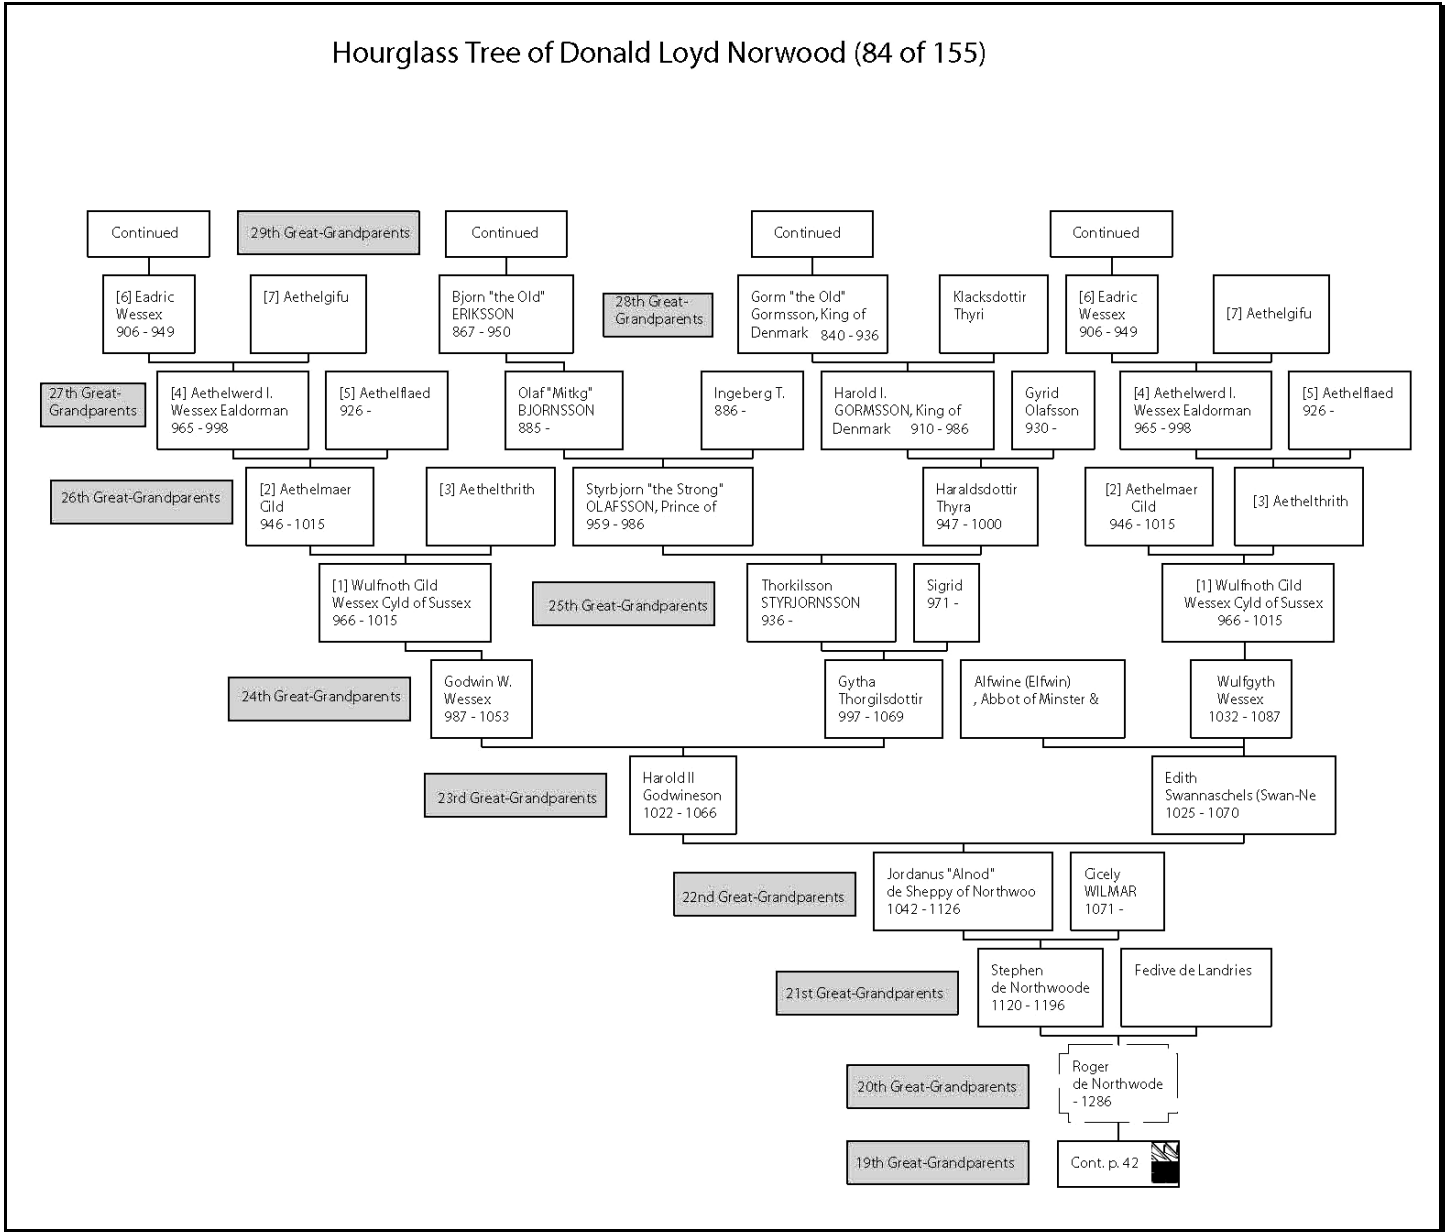 Hourglass Tree of Donald Loyd Norwood (84 of 155)
Continued
29th Great-Grandparents
Continued
Continued
Continued
[6] Eadric
Wessex
906 - 949
[7] Aethelgifu
Bjorn "the Old"
ERIKSSON
867 - 950
28th Great-
Grandparents
Gorm "the Old"
Gormsson, King of
Denmark 840 - 936
Klacksdottir
Thyri
[6] Eadric
Wessex
906 - 949
[7] Aethelgifu
27th Great-
Grandparents
[4] Aethelwerd I.
Wessex Ealdorman
965 - 998
[5] Aethelflaed
926 -
Olaf "Mitkg"
BJORNSSON
885 -
Ingeberg T.
886 -
Harold I.
GORMSSON, King of
Denmark 910 - 986
Gyrid
Olafsson
930 -
[4] Aethelwerd I.
Wessex Ealdorman
965 - 998
[5] Aethelflaed
926 -
26th Great-Grandparents
[2] Aethelmaer
Cild
946 - 1015
[3] Aethelthrith
Styrbjorn "the Strong"
OLAFSSON, Prince of
959 - 986
Haraldsdottir
Thyra
947 - 1000
[2] Aethelmaer
Cild
946 - 1015
[3] Aethelthrith
[1] Wulfnoth Cild
Wessex Cyld of Sussex
966 - 1015
25th Great-Grandparents
Thorkilsson
STYRJORNSSON
936 -
Sigrid
971 -
[1] Wulfnoth Cild
Wessex Cyld of Sussex
966 - 1015
24th Great-Grandparents
Godwin W.
Wessex
987 - 1053
Gytha
Thorgilsdottir
997 - 1069
Alfwine (Elfwin)
, Abbot of Minster &
Wulfgyth
Wessex
1032 - 1087
23rd Great-Grandparents
Harold II
Godwineson
1022 - 1066
Edith
Swannaschels (Swan-Ne
1025 - 1070
22nd Great-Grandparents
Jordanus "Alnod"
de Sheppy of Northwoo
1042 - 1126
Cicely
WILMAR
1071 -
21st Great-Grandparents
Stephen
de Northwoode
1120 - 1196
Fedive de Landries
20th Great-Grandparents
Roger
de Northwode
- 1286
19th Great-Grandparents
Cont. p. 42